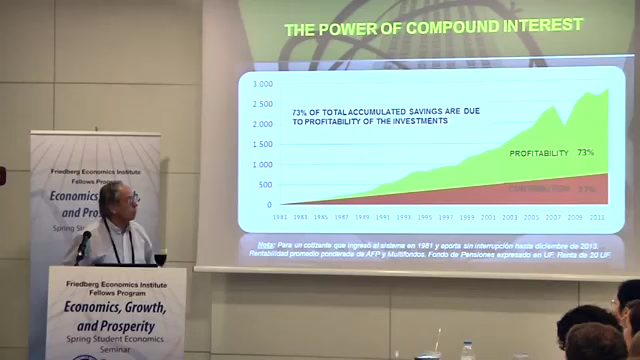 THE POWER OF COMPOUND INTEREST
3.000
2.500
2.000
1.500
1.000
500
0
73% OF TOTAL ACCUMULATED SAVINGS ARE DUE
TO PROFITABILITY OF THE INVESTMENTS
PROFITABILITY 73%
CONTRIBUTION 27%
1981 1983 1985 1987 1989 1991 1993 1995 1997 1999 2001 2003 2005 2007 2009 2011
Nota: Para un cotizante que ingresó al sistema en 1981 y aporta sin interrupción hasta diciembre de 2013.
Rentabilidad promedio ponderada de AFP y Multifondos. Fondo de Pensiones expresado en UF. Renta de 20 UF.
Friedberg Economics Institute
Fellows Program
Economics,
and Prosp
Spring Student Econ
Semin
Friedberg Economics Institute
Fellows Program
Economics, Growth,
and Prosperity
Spring Student Economics
Seminar